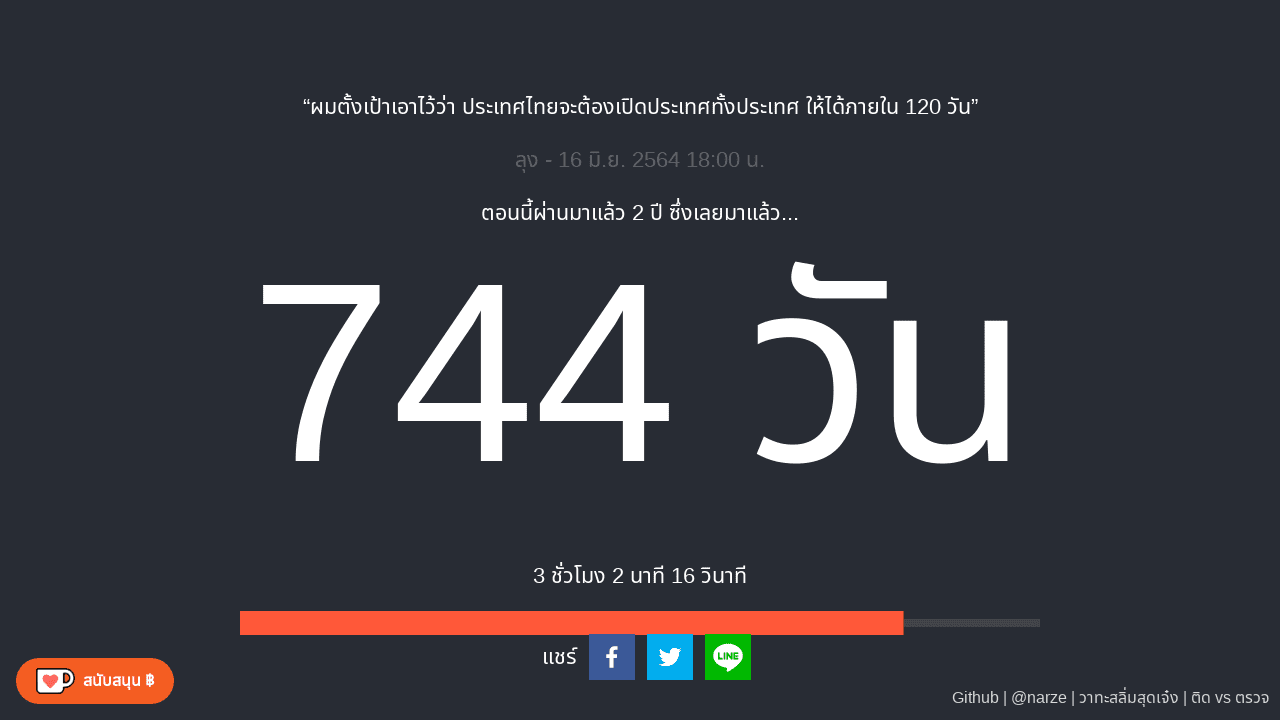 “ผมตั้งเป้าเอาไว้ว่า ประเทศไทยจะต้องเปิดประเทศทั้งประเทศ ให้ได้ภายใน 120 วัน”
ลุง - 16 มิ.ย. 2564 18:00 น.
ตอนนี้ผ่านมาแล้ว 2 ปี ซึ่งเลยมาแล้ว...
744 วัน
3 ชั่วโมง 2 นาที 16 วินาที
แชร์
LINE
สนับสนุน ฿
Github | @narze | วาทะสลิ่มสุดเจ๋ง | ติด vs ตรวจ